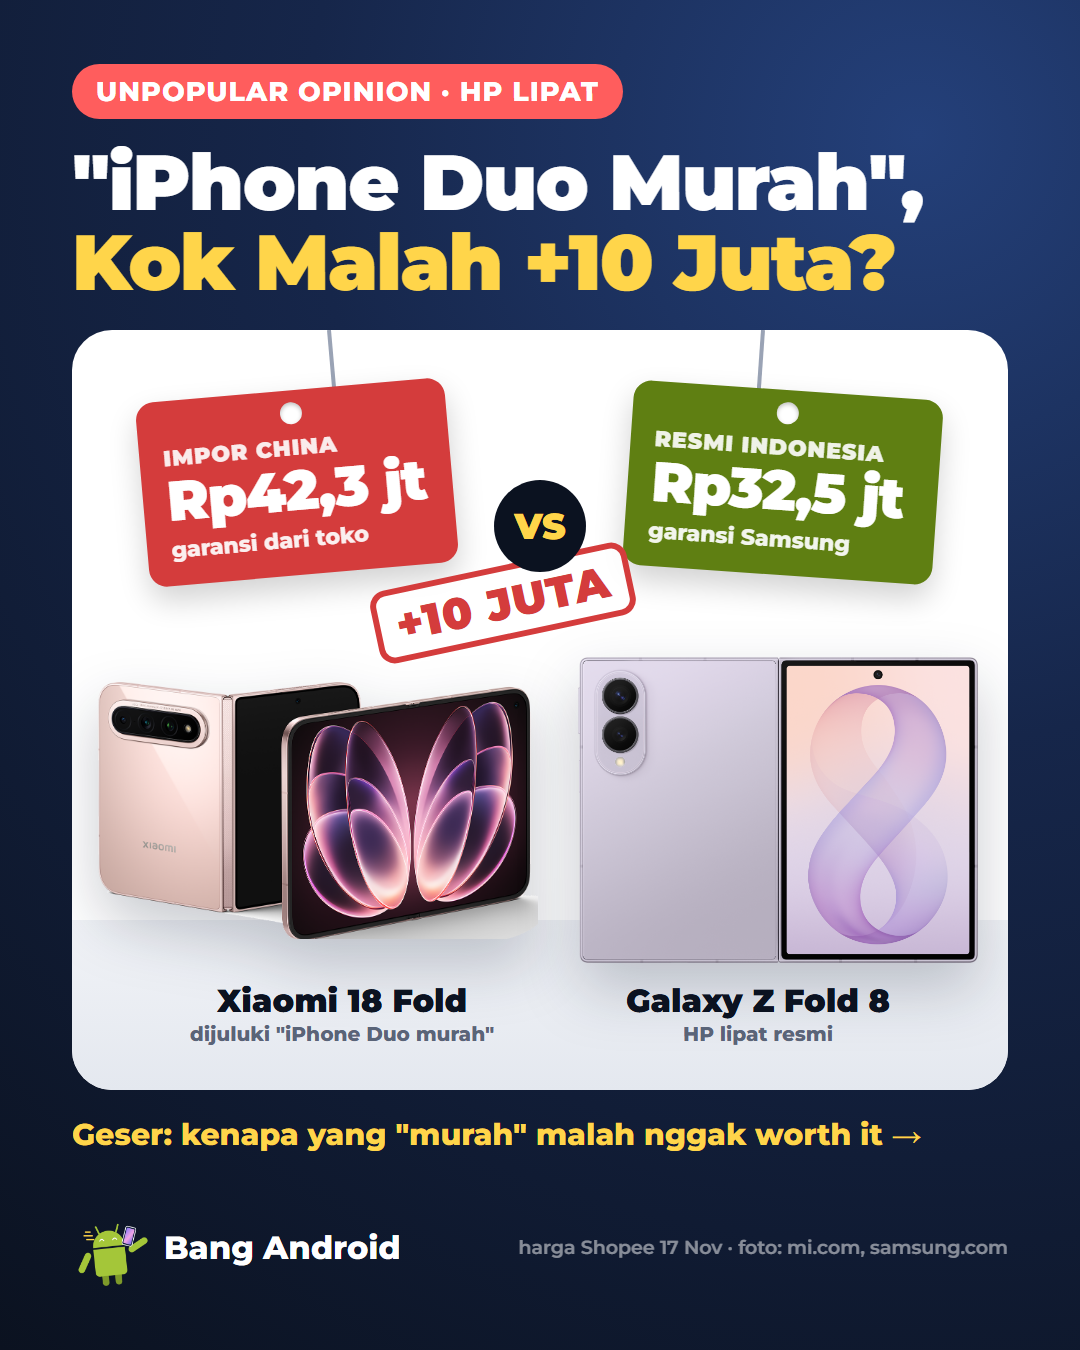 UNPOPULAR OPINION • HP LIPAT
"iPhone Duo Murah",
Kok Malah +10 Juta?
IMPOR CHINA
Rp42,3 jt
garansi dari toko
RESMI INDONESIA
Rp32,5 jt
garansi Samsung
VS
+10 JUTA
xiaomi
Xiaomi 18 Fold
dijuluki "iPhone Duo murah"
Galaxy Z Fold 8
HP lipat resmi
Geser: kenapa yang "murah" malah nggak worth it →
Bang Android
harga Shopee 17 Nov · foto: mi.com, samsung.com